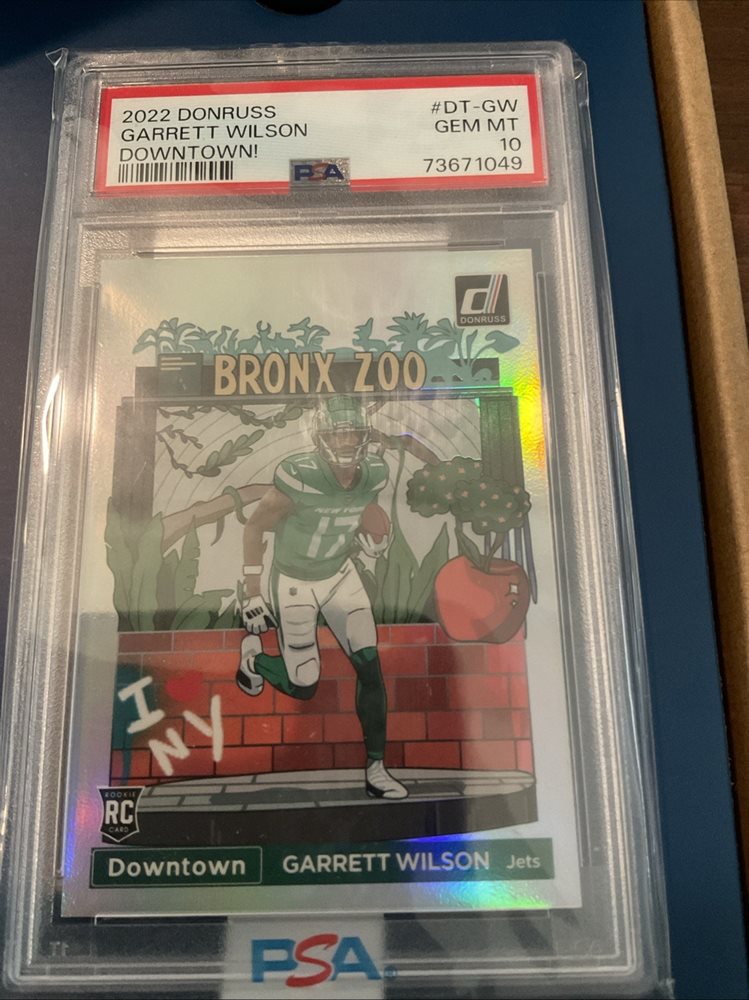 2022 DONRUSS #DT-GW
GARRETT WILSON GEM MT
DOWNTOWN! 10
PSA 73671049
DONRUSS
BRONX ZOO
17
NEW YORK
17
I ❤ NY
ROOKIE
RC
CARD
Downtown GARRETT WILSON Jets
PSA